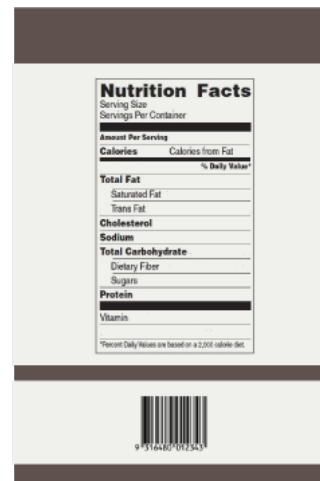 Nutrition Facts
Serving Size
Servings Per Container
Amount Per Serving
Calories Calories from Fat
% Daily Value*
Total Fat
Saturated Fat
Trans Fat
Cholesterol
Sodium
Total Carbohydrate
Dietary Fiber
Sugars
Protein
Vitamin
*Percent Daily Values are based on a 2,000 calorie diet.
9 316480 012343